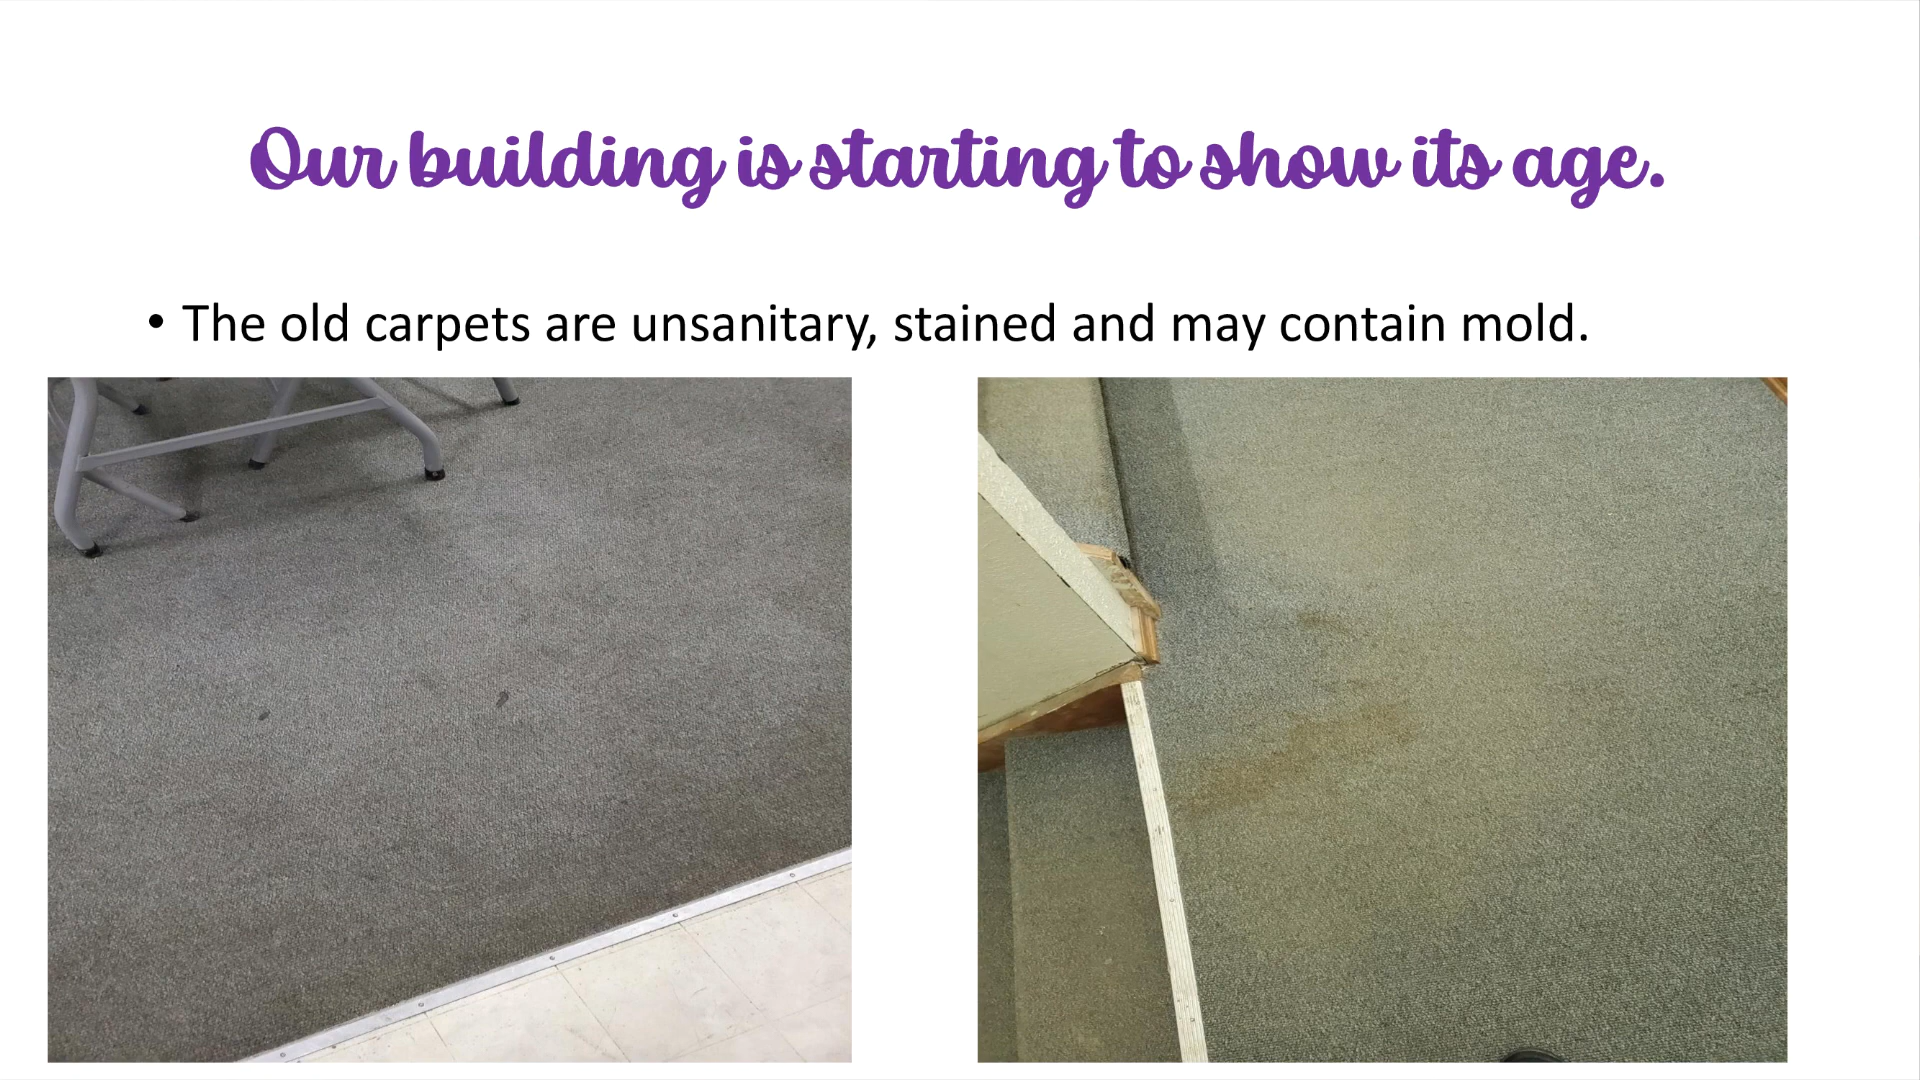 Our building is starting to show its age.
• The old carpets are unsanitary, stained and may contain mold.